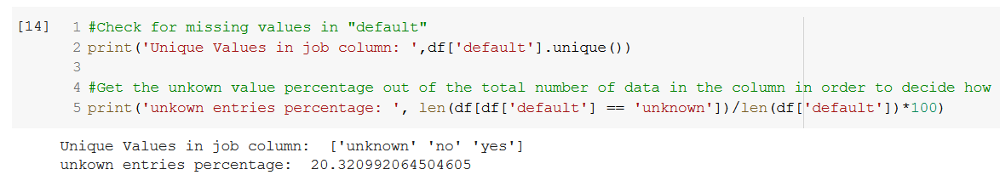 [14] 1 #Check for missing values in "default"
2 print('Unique Values in job column: ',df['default'].unique())
3
4 #Get the unkown value percentage out of the total number of data in the column in order to decide how
5 print('unkown entries percentage: ', len(df[df['default'] == 'unknown'])/len(df['default'])*100)
Unique Values in job column:  ['unknown' 'no' 'yes']
unkown entries percentage:  20.320992064504605